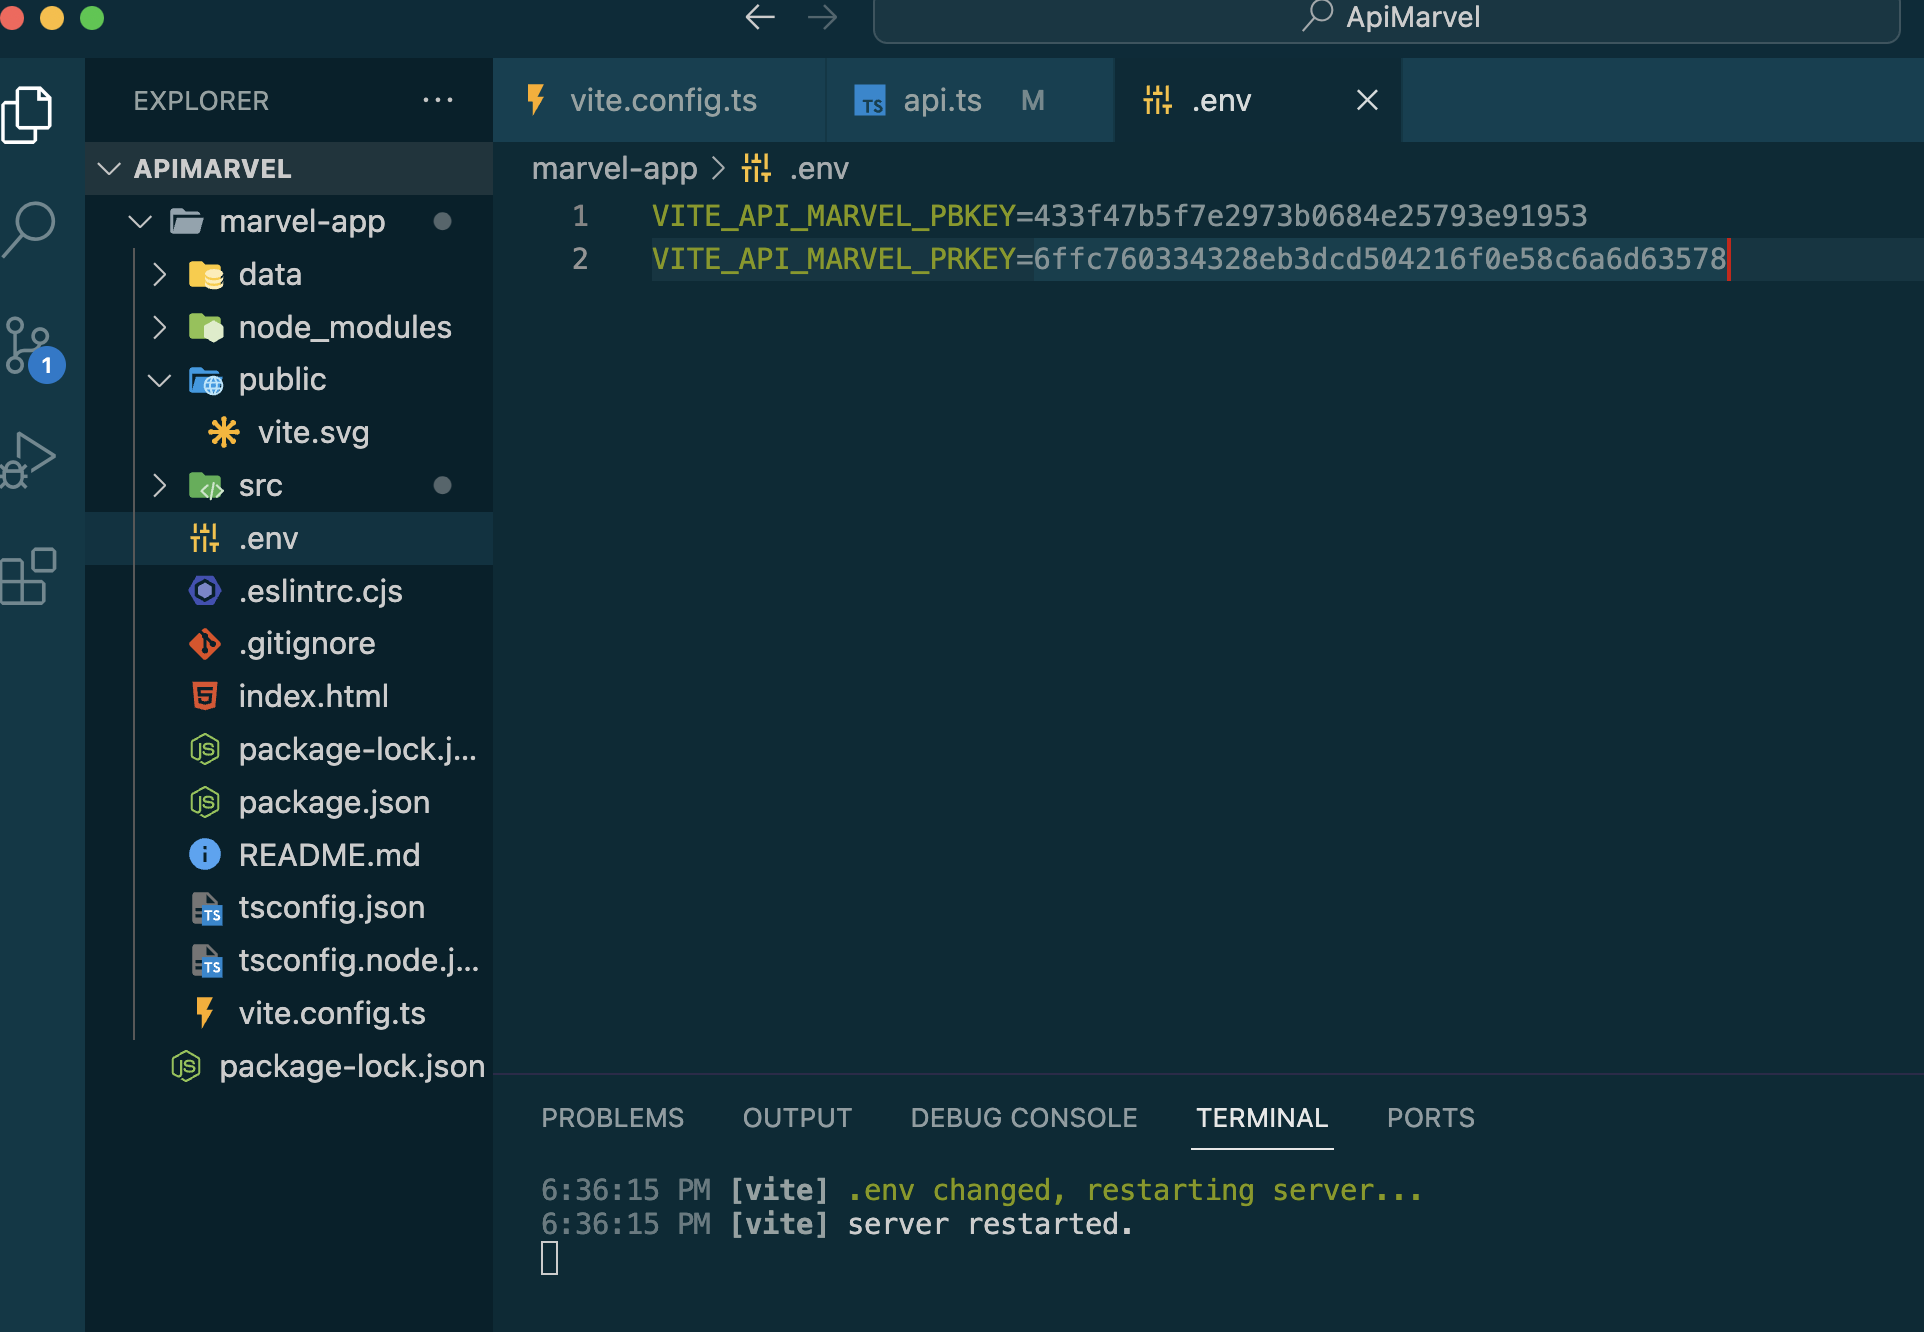 ApiMarvel
EXPLORER
vite.config.ts
TS api.ts M
.env
APIMARVEL
marvel-app > .env
marvel-app
1 VITE_API_MARVEL_PBKEY=433f47b5f7e2973b0684e25793e91953
2 VITE_API_MARVEL_PRKEY=6ffc760334328eb3dcd504216f0e58c6a6d63578
data
node_modules
1
public
vite.svg
src
.env
.eslintrc.cjs
.gitignore
index.html
package-lock.j...
package.json
README.md
tsconfig.json
tsconfig.node.j...
vite.config.ts
package-lock.json
PROBLEMS OUTPUT DEBUG CONSOLE TERMINAL PORTS
6:36:15 PM [vite] .env changed, restarting server...
6:36:15 PM [vite] server restarted.